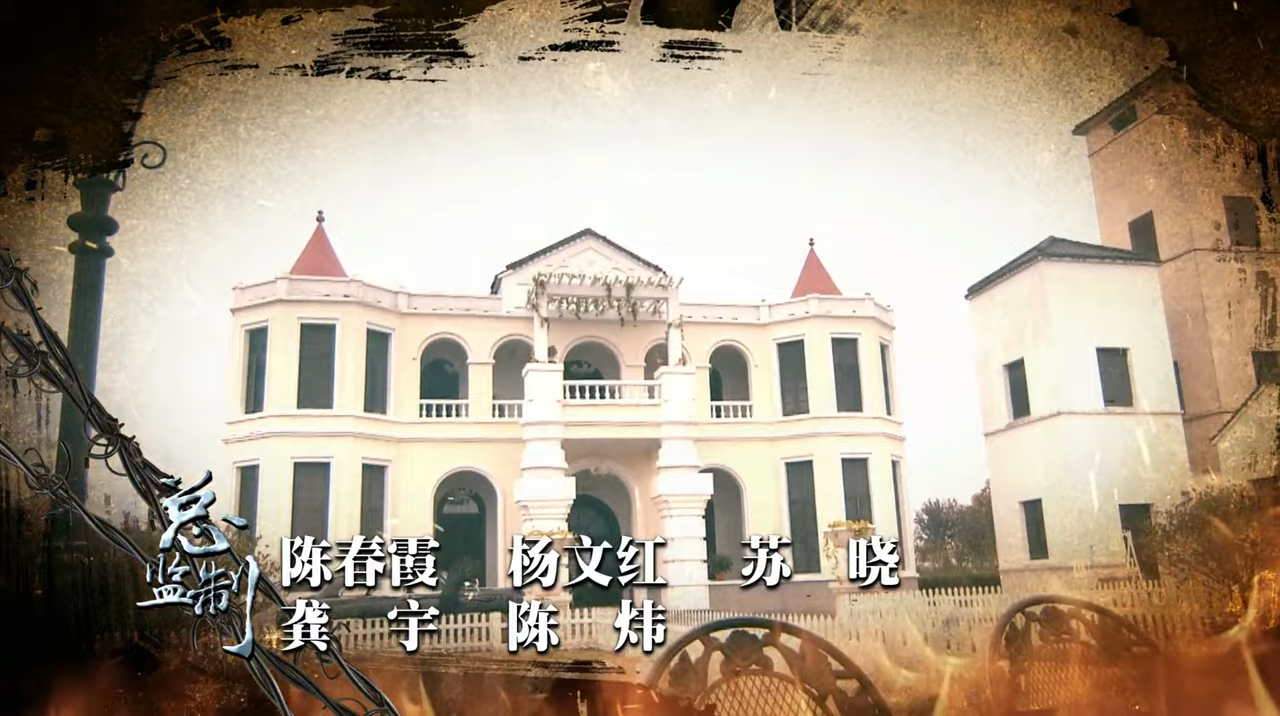 总监制
陈春霞 杨文红 苏晓
龚宇 陈炜